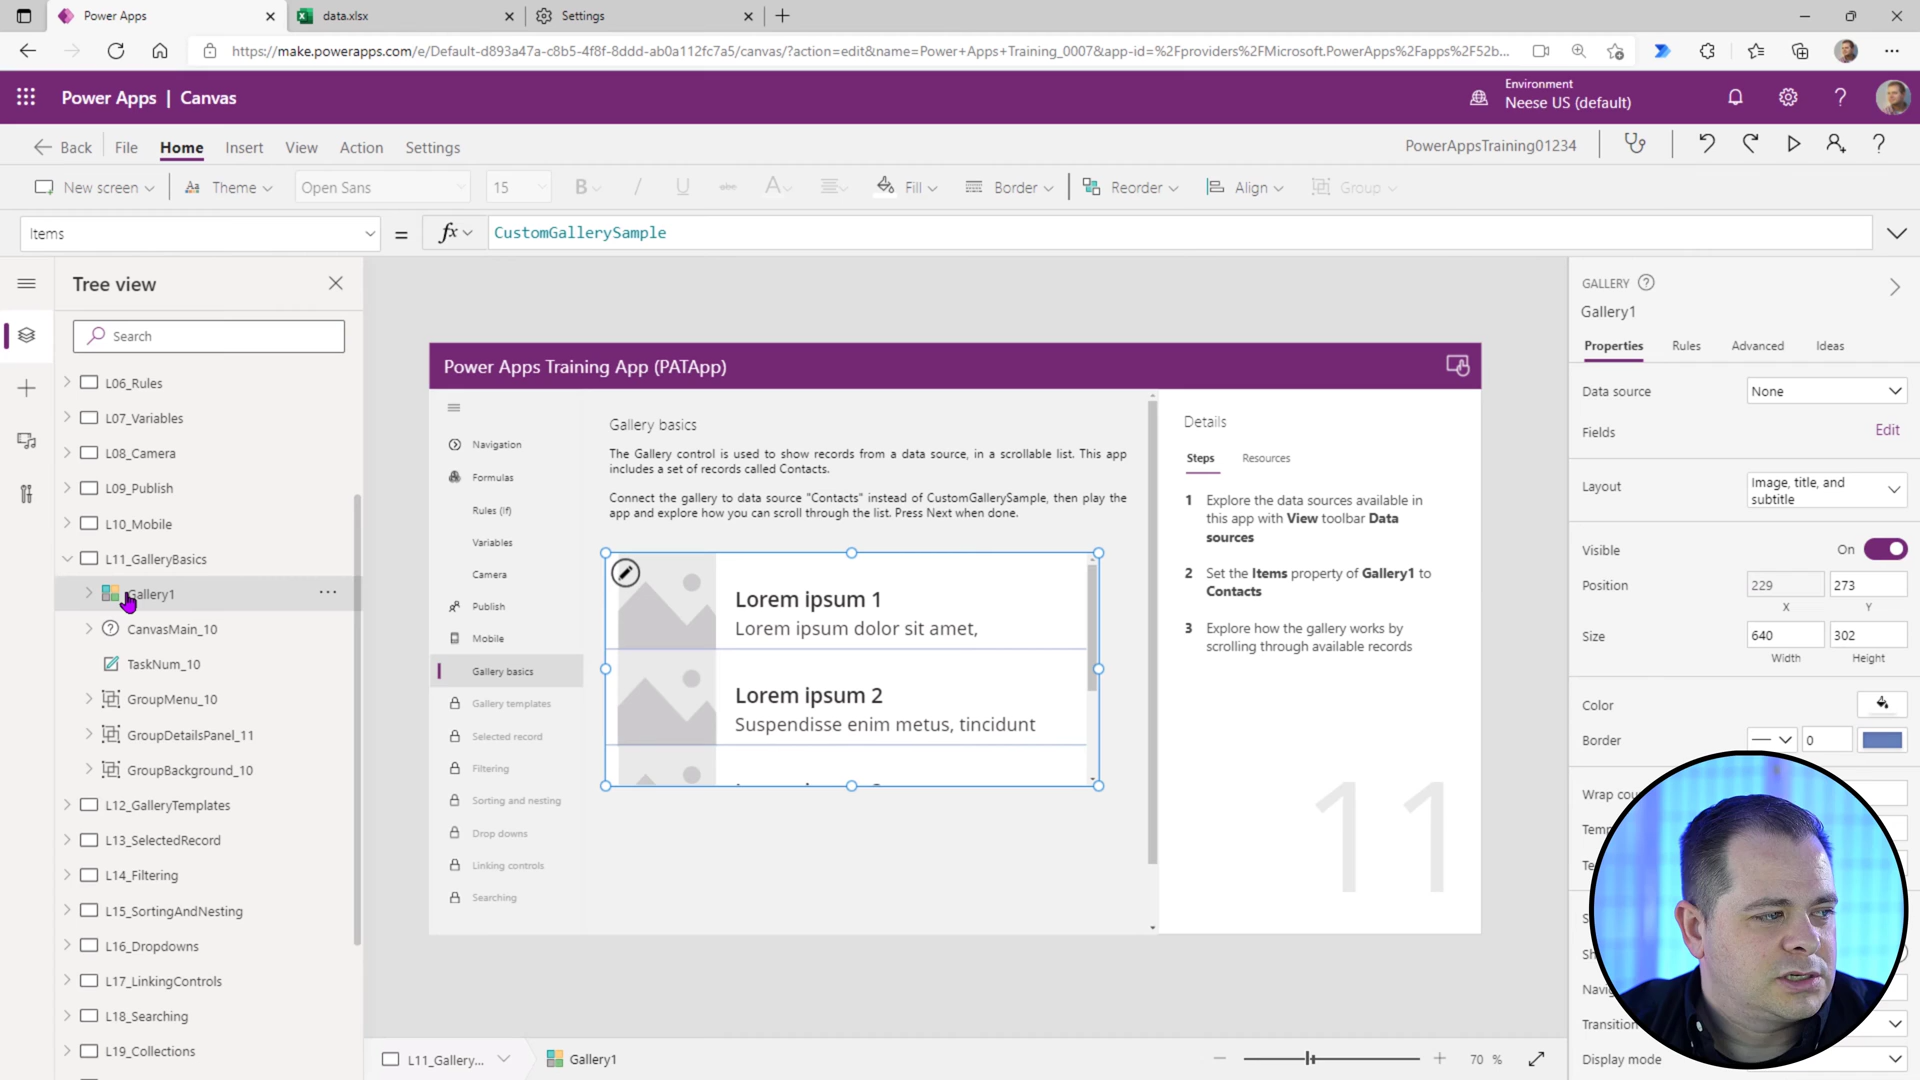 Power Apps
data.xlsx
Settings
https://make.powerapps.com/e/Default-d893a47a-c8b5-4f8f-8ddd-ab0a112fc7a5/canvas/?action=edit&name=Power+Apps+Training_0007&app-id=%2Fproviders%2FMicrosoft.PowerApps%2Fapps%2F52b...
Power Apps | Canvas
Environment
Neese US (default)
Back
File
Home
Insert
View
Action
Settings
PowerAppsTraining01234
New screen
Theme
Open Sans
15
B
Fill
Border
Reorder
Align
Group
Items
=
fx
CustomGallerySample
Tree view
Search
L06_Rules
L07_Variables
L08_Camera
L09_Publish
L10_Mobile
L11_GalleryBasics
Gallery1
CanvasMain_10
TaskNum_10
GroupMenu_10
GroupDetailsPanel_11
GroupBackground_10
L12_GalleryTemplates
L13_SelectedRecord
L14_Filtering
L15_SortingAndNesting
L16_Dropdowns
L17_LinkingControls
L18_Searching
L19_Collections
Power Apps Training App (PATApp)
Navigation
Formulas
Rules (If)
Variables
Camera
Publish
Mobile
Gallery basics
Gallery templates
Selected record
Filtering
Sorting and nesting
Drop downs
Linking controls
Searching
Gallery basics
The Gallery control is used to show records from a data source, in a scrollable list. This app
includes a set of records called Contacts.
Connect the gallery to data source "Contacts" instead of CustomGallerySample, then play the
app and explore how you can scroll through the list. Press Next when done.
Lorem ipsum 1
Lorem ipsum dolor sit amet,
Lorem ipsum 2
Suspendisse enim metus, tincidunt
Details
Steps
Resources
1 Explore the data sources available in
this app with View toolbar Data
sources
2 Set the Items property of Gallery1 to
Contacts
3 Explore how the gallery works by
scrolling through available records
11
L11_Gallery...
Gallery1
70 %
GALLERY
Gallery1
Properties
Rules
Advanced
Ideas
Data source
None
Fields
Edit
Layout
Image, title, and
subtitle
Visible
On
Position
229
273
X
Y
Size
640
302
Width
Height
Color
Border
0
Wrap cou
Temp
Te
Navig
Transition
Display mode